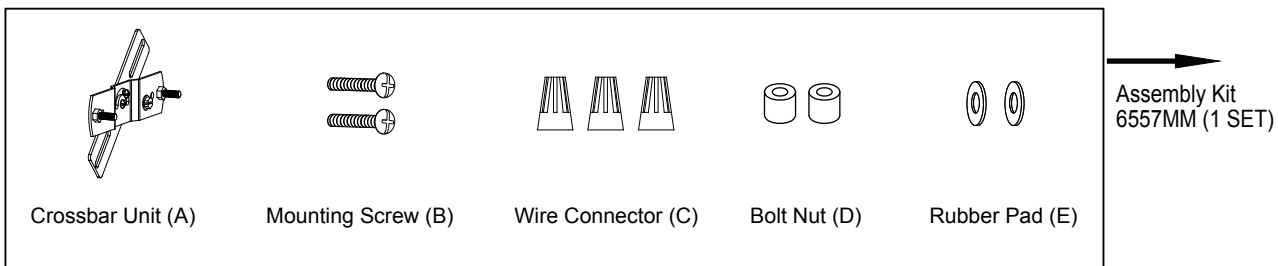 Assembly Kit
6557MM (1 SET)
Crossbar Unit (A)
Mounting Screw (B)
Wire Connector (C)
Bolt Nut (D)
Rubber Pad (E)